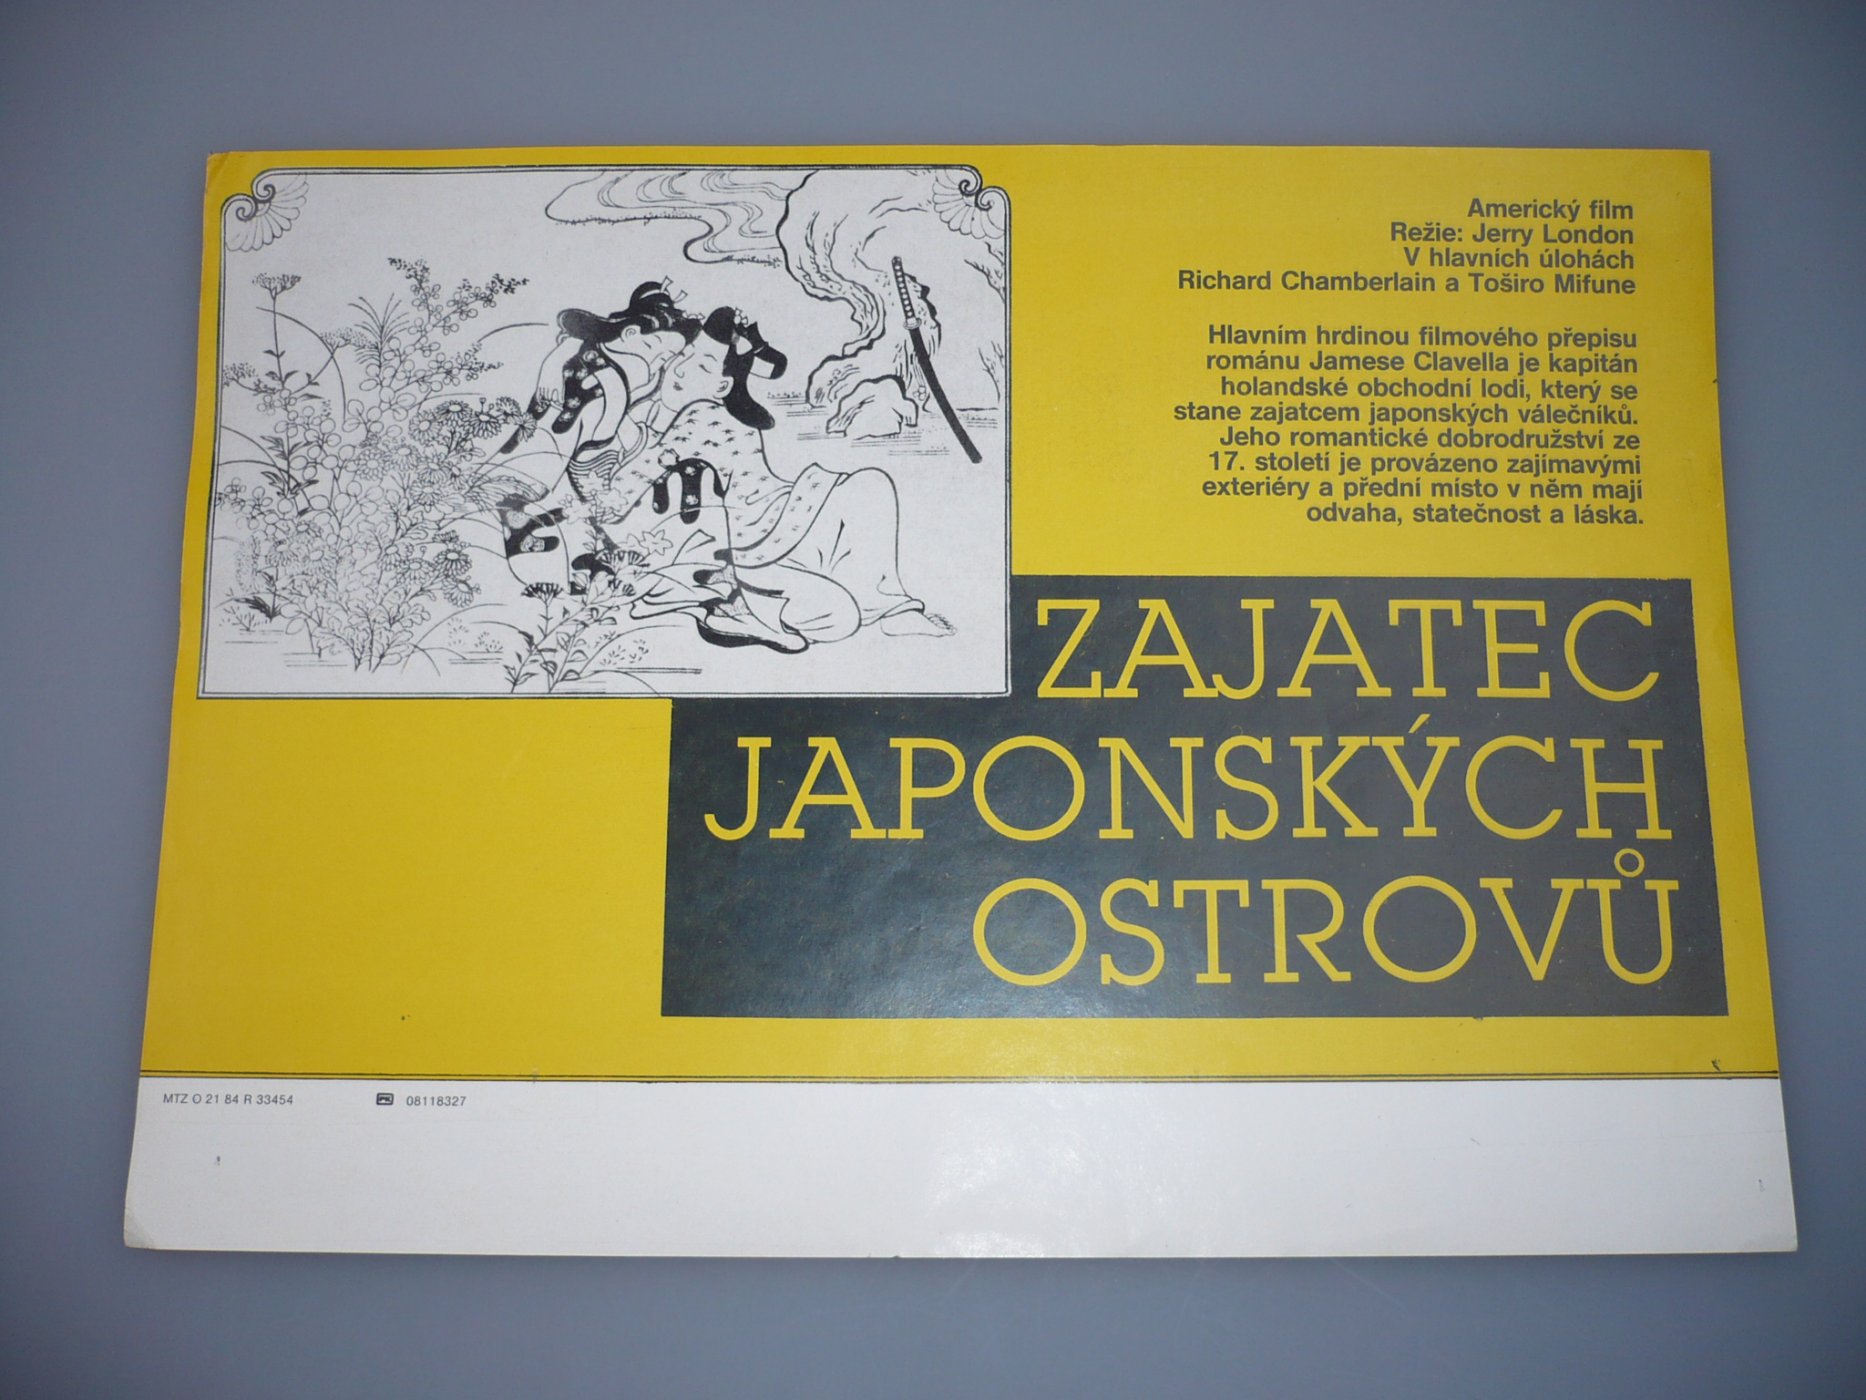 Americký film
Režie: Jerry London
V hlavních úlohách
Richard Chamberlain a Toširo Mifune
Hlavním hrdinou filmového přepisu
románu Jamese Clavella je kapitán
holandské obchodní lodi, který se
stane zajatcem japonských válečníků.
Jeho romantické dobrodružství ze
17. století je provázeno zajímavými
exteriéry a přední místo v něm mají
odvaha, statečnost a láska.
ZAJATEC
JAPONSKÝCH
OSTROVŮ
MTZ O 21 84 R 33454
08118327